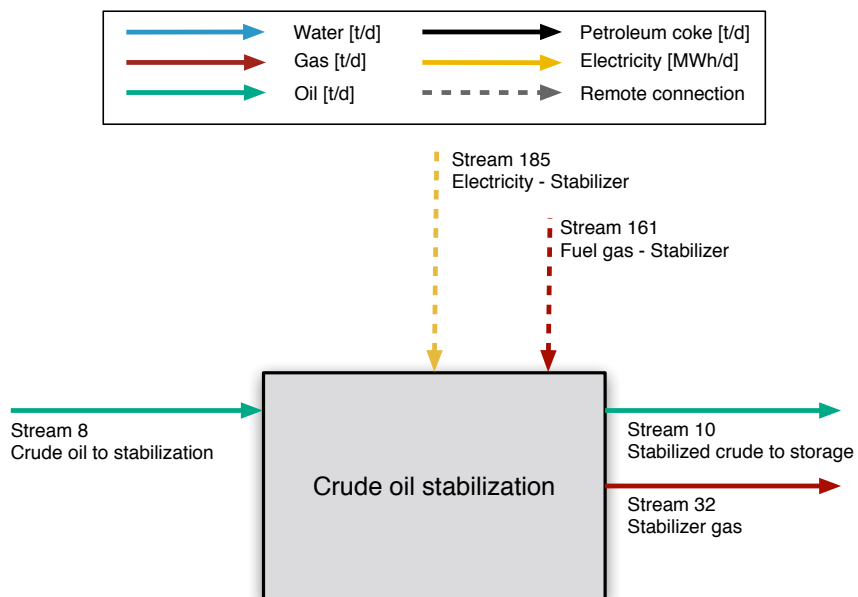 Water [t/d]
Petroleum coke [t/d]
Gas [t/d]
Electricity [MWh/d]
Oil [t/d]
Remote connection
Stream 185
Electricity - Stabilizer
Stream 161
Fuel gas - Stabilizer
Stream 8
Crude oil to stabilization
Crude oil stabilization
Stream 10
Stabilized crude to storage
Stream 32
Stabilizer gas